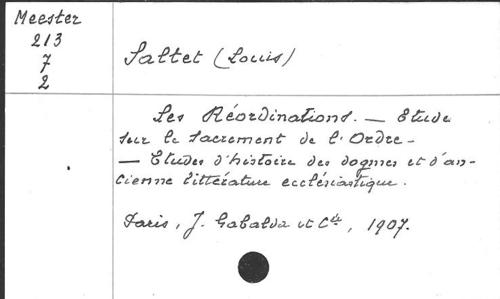 Meester
213
7
2
Saltet (Louis)
Les Réordinations. — Etude
sur le sacrement de l'Ordre -
— Etudes d'histoire des dogmes et d'an-
cienne littérature ecclésiastique.
Paris, J. Gabalda et Cie, 1907.